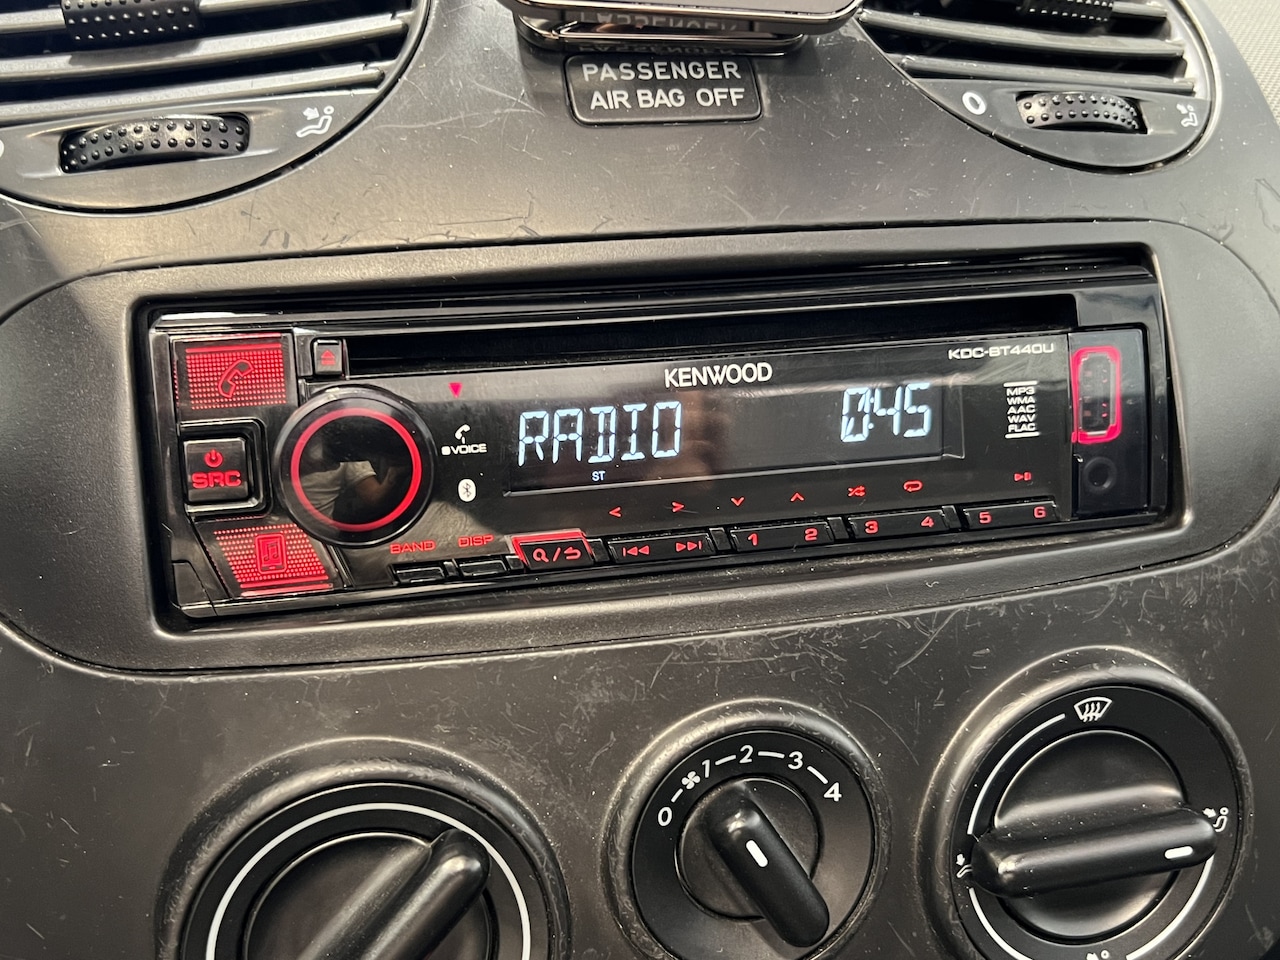 PASSENGER
AIR BAG OFF
KDC-BT440U
KENWOOD
RADIO 0:45
ST
VOICE
MP3
WMA
AAC
WAV
FLAC
SRC
BAND DISP
1 2 3 4 5 6
0 1 2 3 4
0